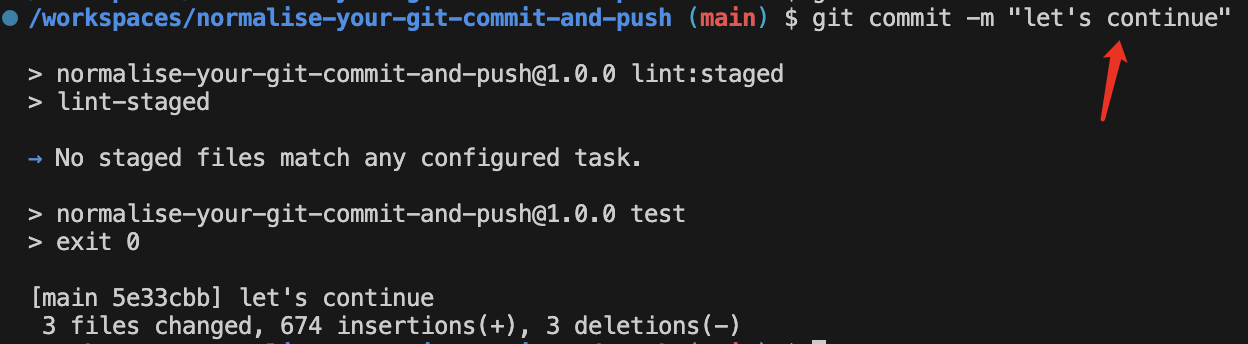 /workspaces/normalise-your-git-commit-and-push (main) $ git commit -m "let's continue"
> normalise-your-git-commit-and-push@1.0.0 lint:staged
> lint-staged
→ No staged files match any configured task.
> normalise-your-git-commit-and-push@1.0.0 test
> exit 0
[main 5e33cbb] let's continue
3 files changed, 674 insertions(+), 3 deletions(-)